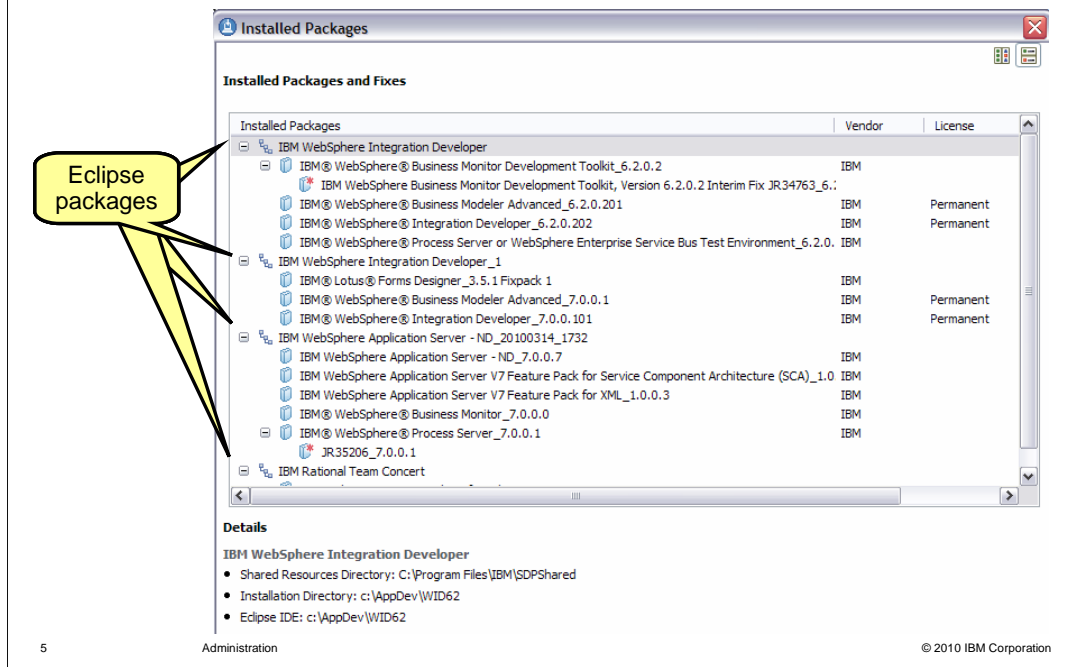 Installed Packages
Installed Packages and Fixes
Installed Packages Vendor License
IBM WebSphere Integration Developer
IBM® WebSphere® Business Monitor Development Toolkit_6.2.0.2 IBM
IBM WebSphere Business Monitor Development Toolkit, Version 6.2.0.2 Interim Fix JR34763_6.:
IBM® WebSphere® Business Modeler Advanced_6.2.0.201 IBM Permanent
IBM® WebSphere® Integration Developer_6.2.0.202 IBM Permanent
IBM® WebSphere® Process Server or WebSphere Enterprise Service Bus Test Environment_6.2.0. IBM
IBM WebSphere Integration Developer_1
IBM® Lotus® Forms Designer_3.5.1 Fixpack 1 IBM
IBM® WebSphere® Business Modeler Advanced_7.0.0.1 IBM Permanent
IBM® WebSphere® Integration Developer_7.0.0.101 IBM Permanent
IBM WebSphere Application Server - ND_20100314_1732
IBM WebSphere Application Server - ND_7.0.0.7 IBM
IBM WebSphere Application Server V7 Feature Pack for Service Component Architecture (SCA)_1.0 IBM
IBM WebSphere Application Server V7 Feature Pack for XML_1.0.0.3 IBM
IBM® WebSphere® Business Monitor_7.0.0.0 IBM
IBM® WebSphere® Process Server_7.0.0.1 IBM
JR35206_7.0.0.1
IBM Rational Team Concert
Eclipse
packages
Details
IBM WebSphere Integration Developer
• Shared Resources Directory: C:\Program Files\IBM\SDPShared
• Installation Directory: c:\AppDev\WID62
• Eclipse IDE: c:\AppDev\WID62
5 Administration © 2010 IBM Corporation